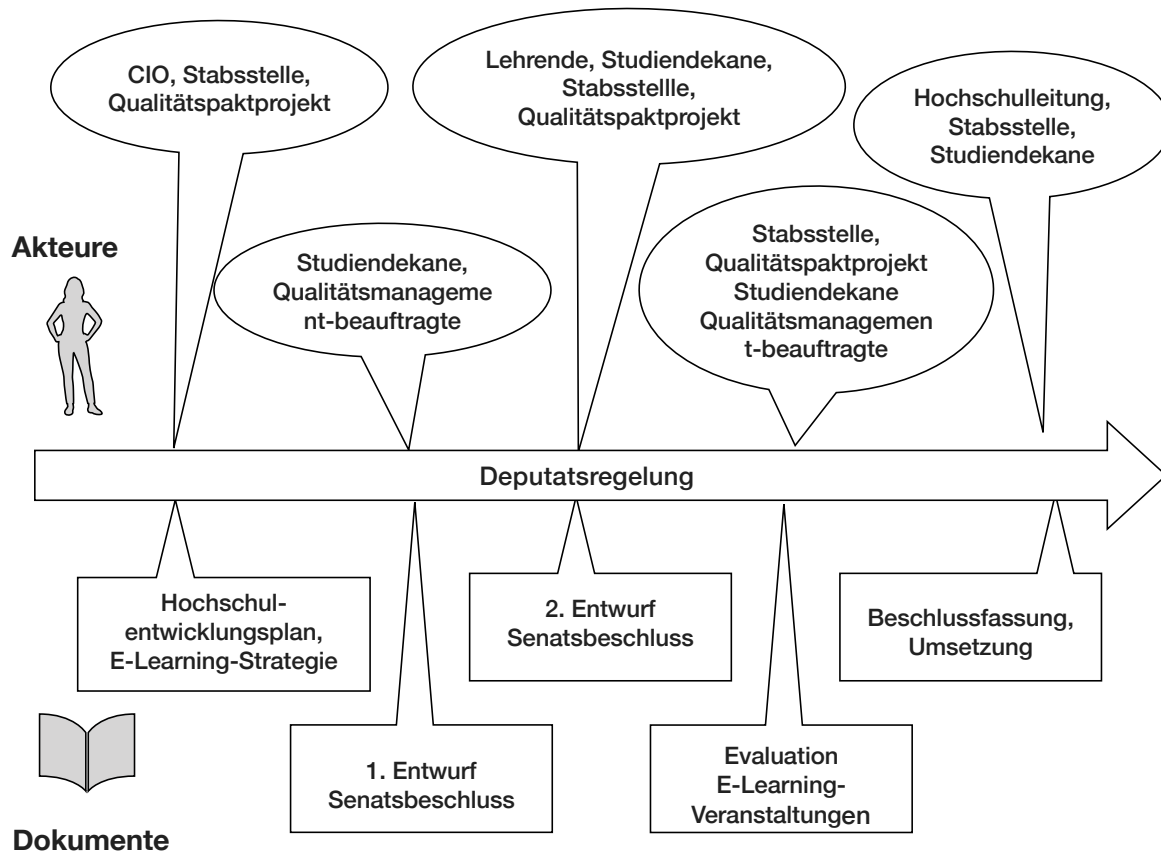 CIO, Stabsstelle,
Qualitätspaktprojekt
Lehrende, Studiendekane,
Stabsstellle,
Qualitätspaktprojekt
Hochschulleitung,
Stabsstelle,
Studiendekane
Akteure
Studiendekane,
Qualitätsmanageme
nt-beauftragte
Stabsstelle,
Qualitätspaktprojekt
Studiendekane
Qualitätsmanagemen
t-beauftragte
Deputatsregelung
Hochschul-
entwicklungsplan,
E-Learning-Strategie
2. Entwurf
Senatsbeschluss
Beschlussfassung,
Umsetzung
1. Entwurf
Senatsbeschluss
Evaluation
E-Learning-
Veranstaltungen
Dokumente